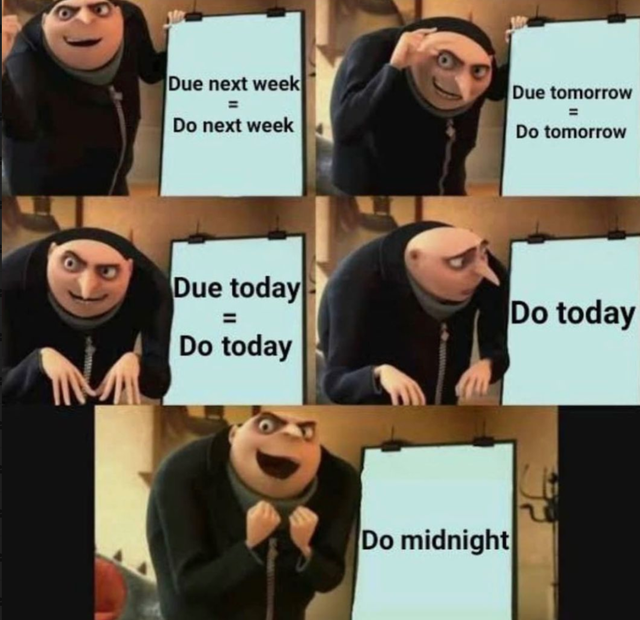 Due next week
=
Do next week
Due tomorrow
=
Do tomorrow
Due today
=
Do today
Do today
Do midnight